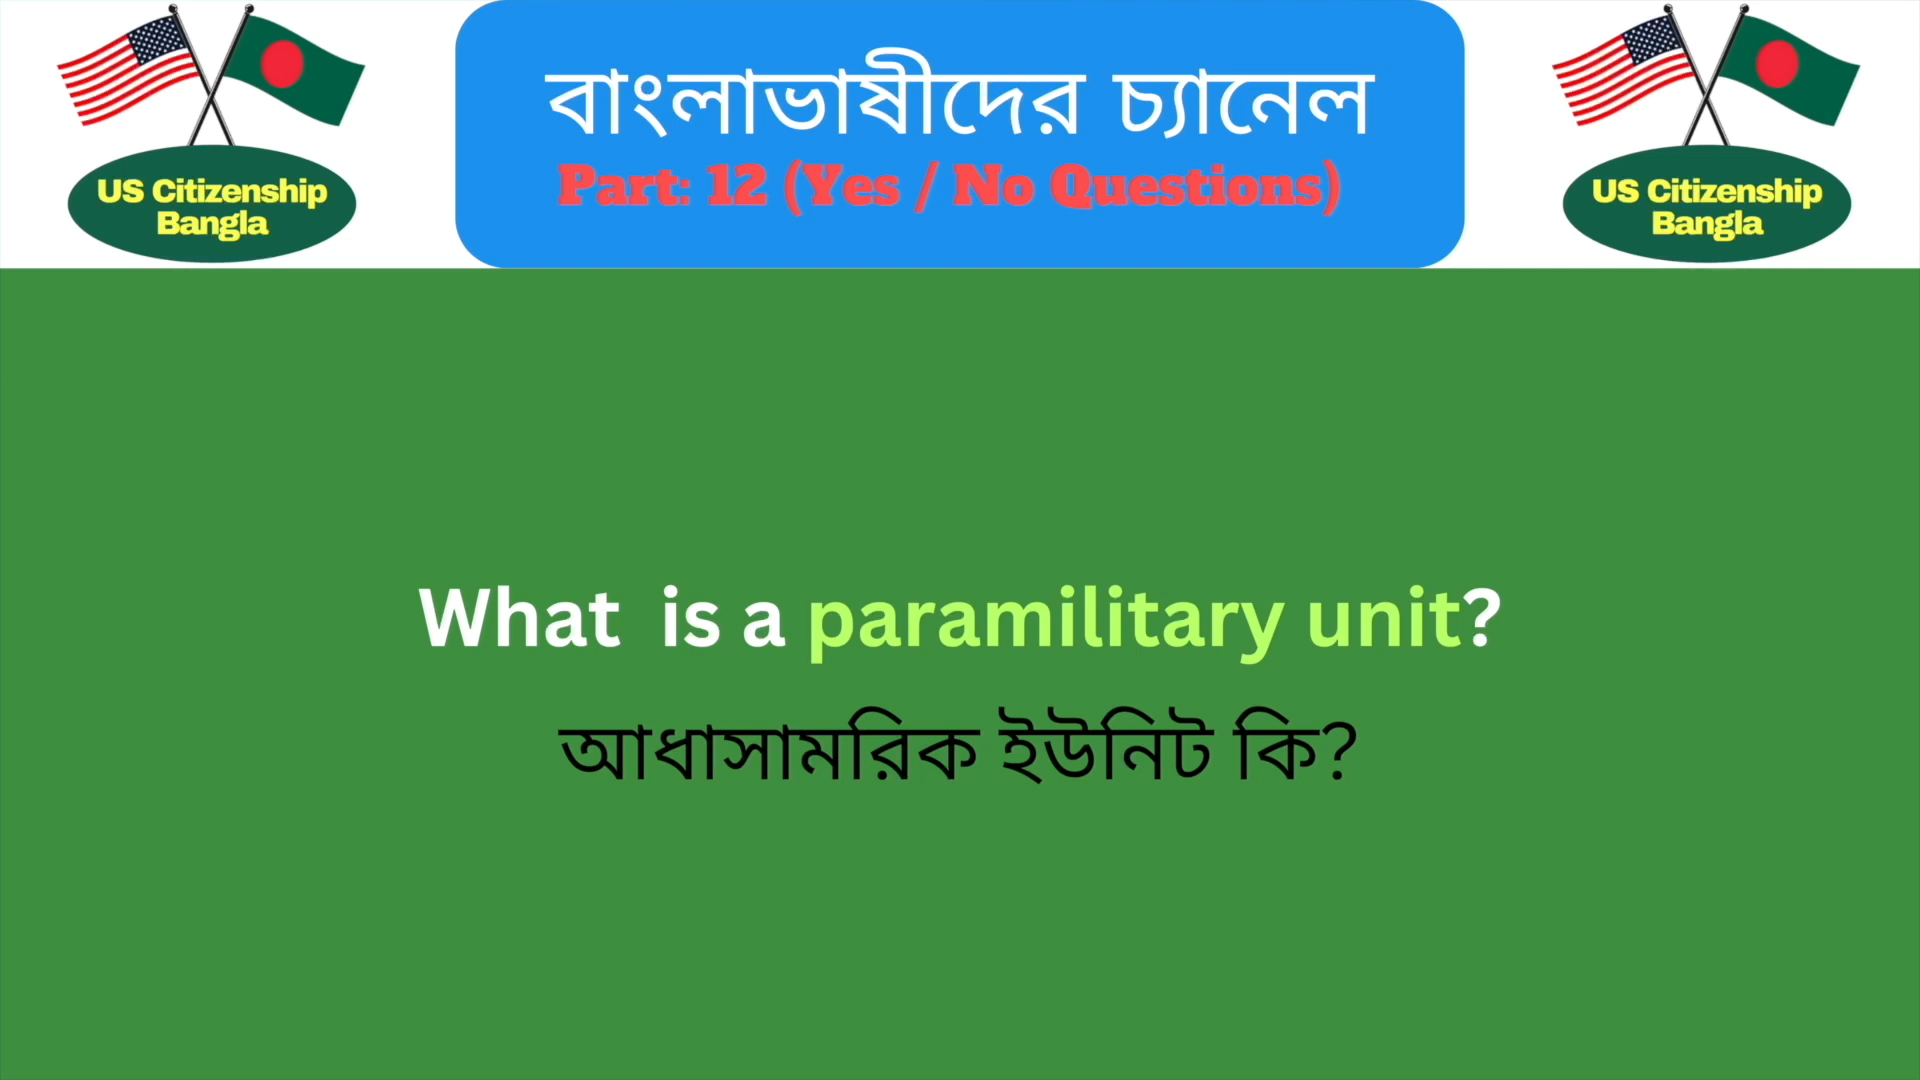 US Citizenship
Bangla
বাংলাভাষীদের চ্যানেল
Part: 12 (Yes / No Questions)
US Citizenship
Bangla
What is a paramilitary unit?
আধাসামরিক ইউনিট কি?